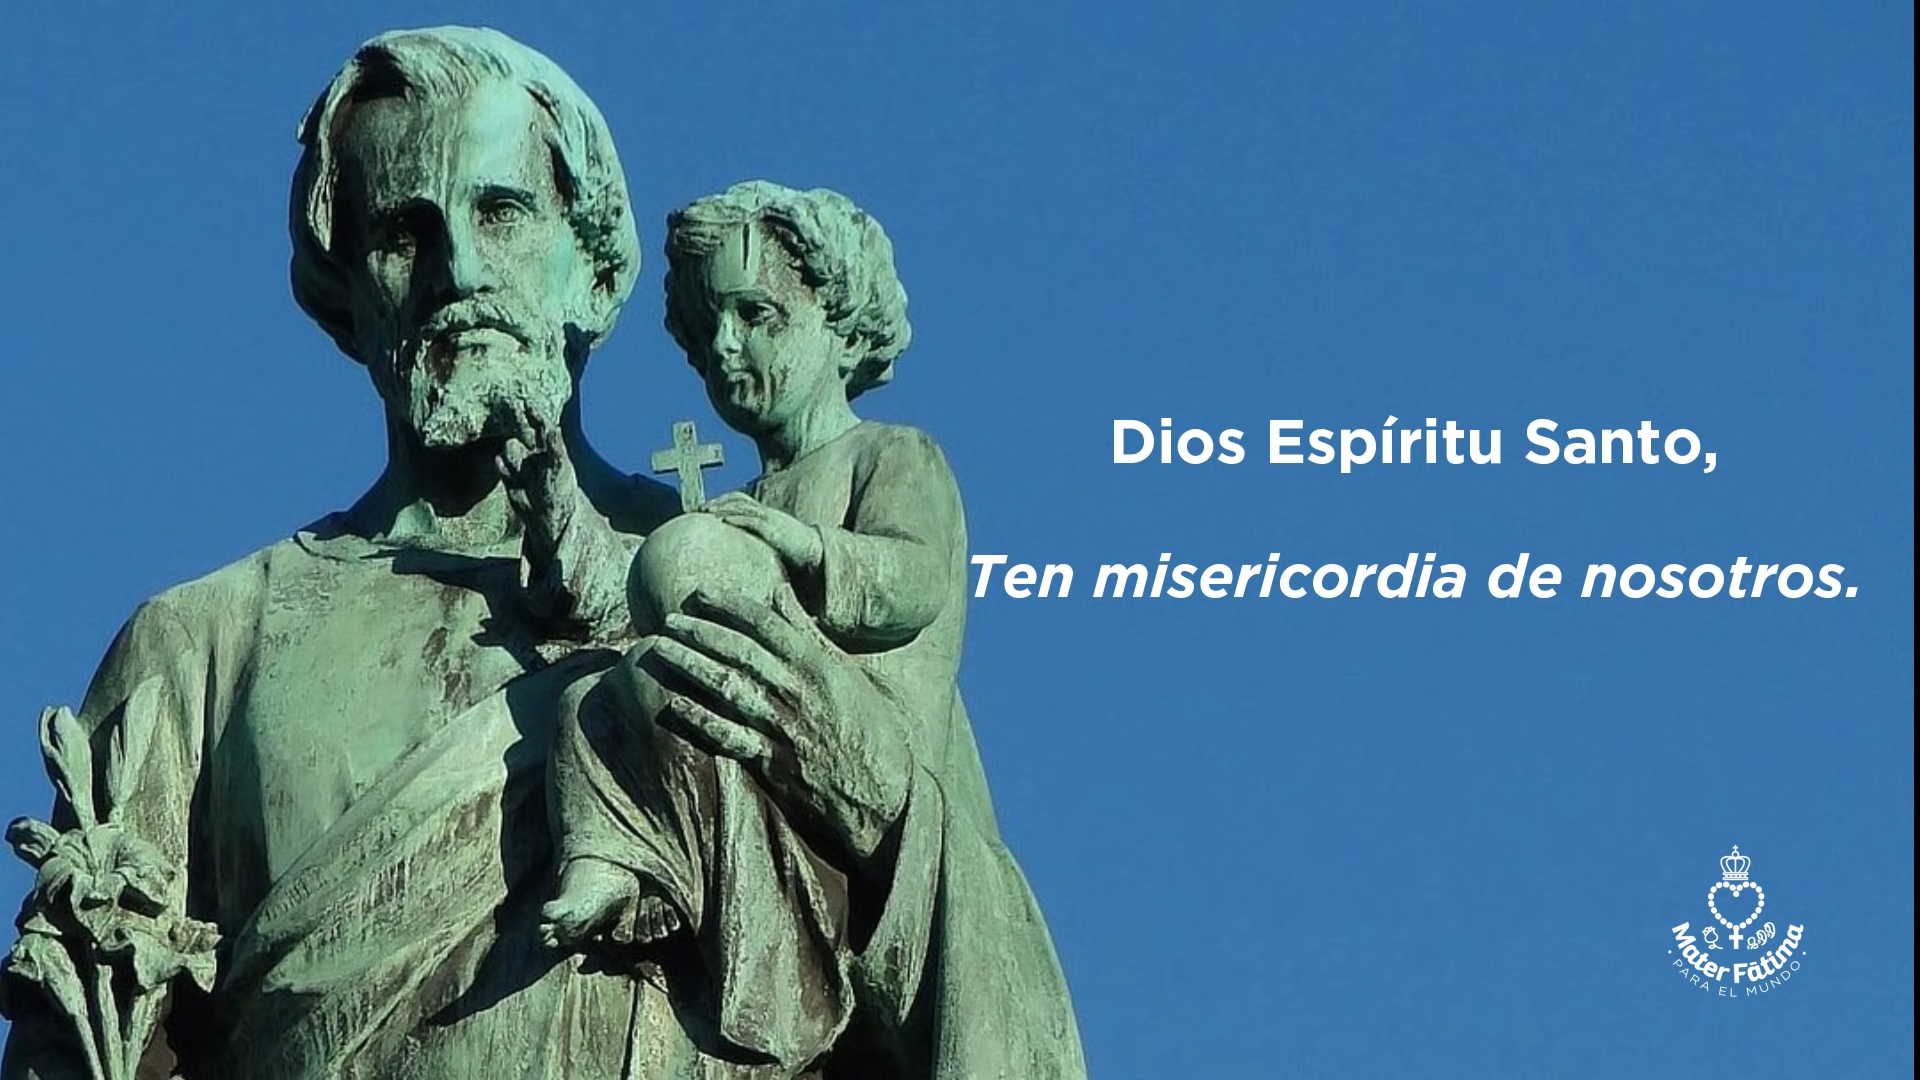 Dios Espíritu Santo,
Ten misericordia de nosotros.
Mater Fátima
PARA EL MUNDO